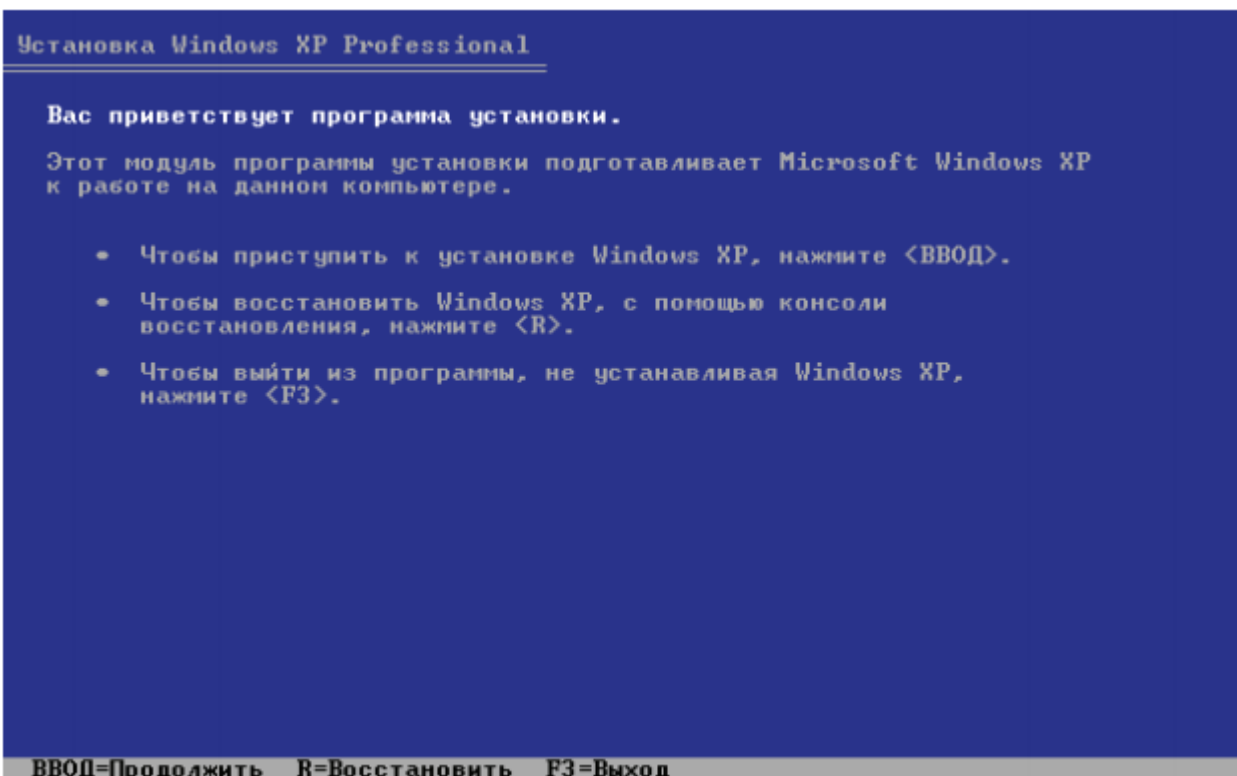 Установка Windows XP Professional
Вас приветствует программа установки.
Этот модуль программы установки подготавливает Microsoft Windows XP
к работе на данном компьютере.
• Чтобы приступить к установке Windows XP, нажмите <ВВОД>.
• Чтобы восстановить Windows XP, с помощью консоли
восстановления, нажмите <R>.
• Чтобы выйти из программы, не устанавливая Windows XP,
нажмите <F3>.
ВВОД=Продолжить R=Восстановить F3=Выход